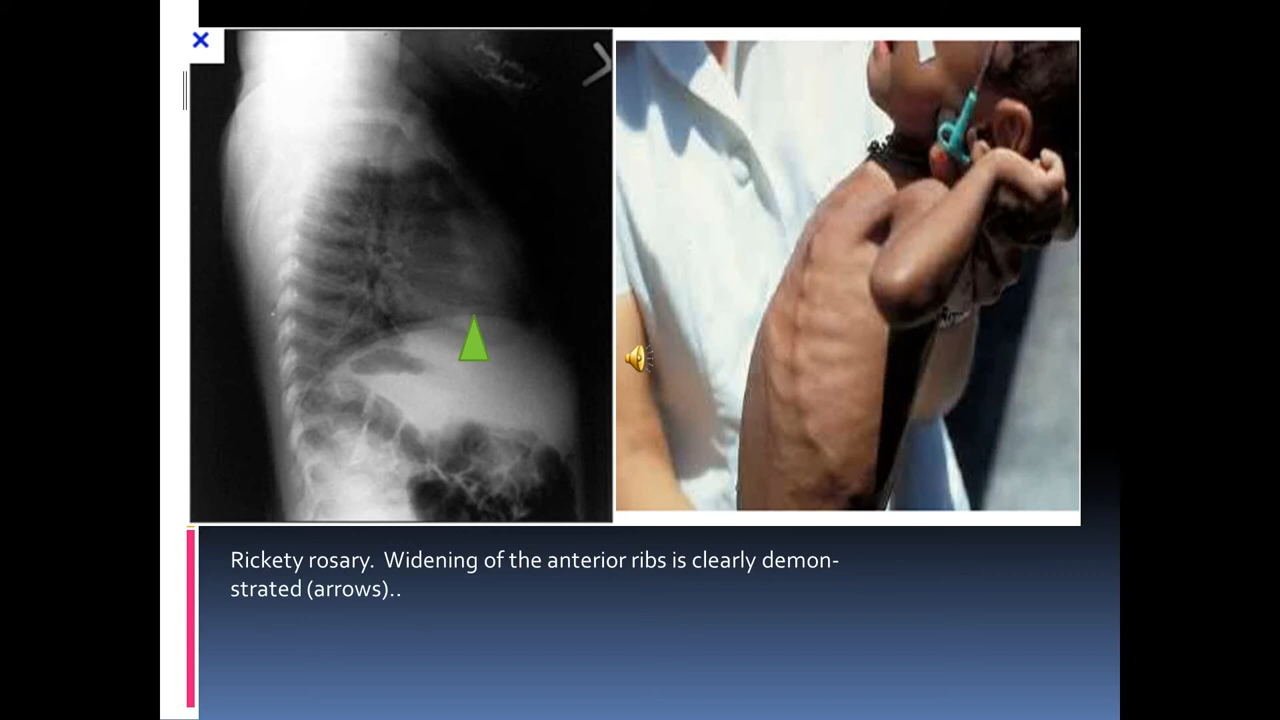 Rickety rosary.  Widening of the anterior ribs is clearly demon-
strated (arrows)..